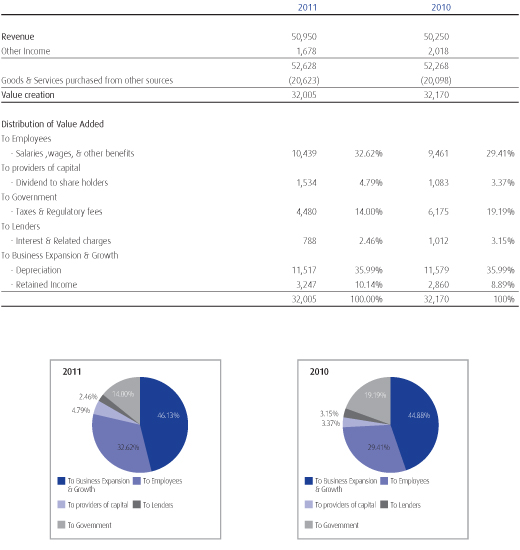 2011 2010
Revenue 50,950 50,250
Other Income 1,678 2,018
52,628 52,268
Goods & Services purchased from other sources (20,623) (20,098)
Value creation 32,005 32,170
Distribution of Value Added
To Employees
- Salaries ,wages, & other benefits 10,439 32.62% 9,461 29.41%
To providers of capital
- Dividend to share holders 1,534 4.79% 1,083 3.37%
To Government
- Taxes & Regulatory fees 4,480 14.00% 6,175 19.19%
To Lenders
- Interest & Related charges 788 2.46% 1,012 3.15%
To Business Expansion & Growth
- Depreciation 11,517 35.99% 11,579 35.99%
- Retained Income 3,247 10.14% 2,860 8.89%
32,005 100.00% 32,170 100%
2011
14.00%
2.46%
4.79%
46.13%
32.62%
To Business Expansion & Growth
To Employees
To providers of capital
To Lenders
To Government
2010
19.19%
3.15%
3.37%
44.88%
29.41%
To Business Expansion & Growth
To Employees
To providers of capital
To Lenders
To Government